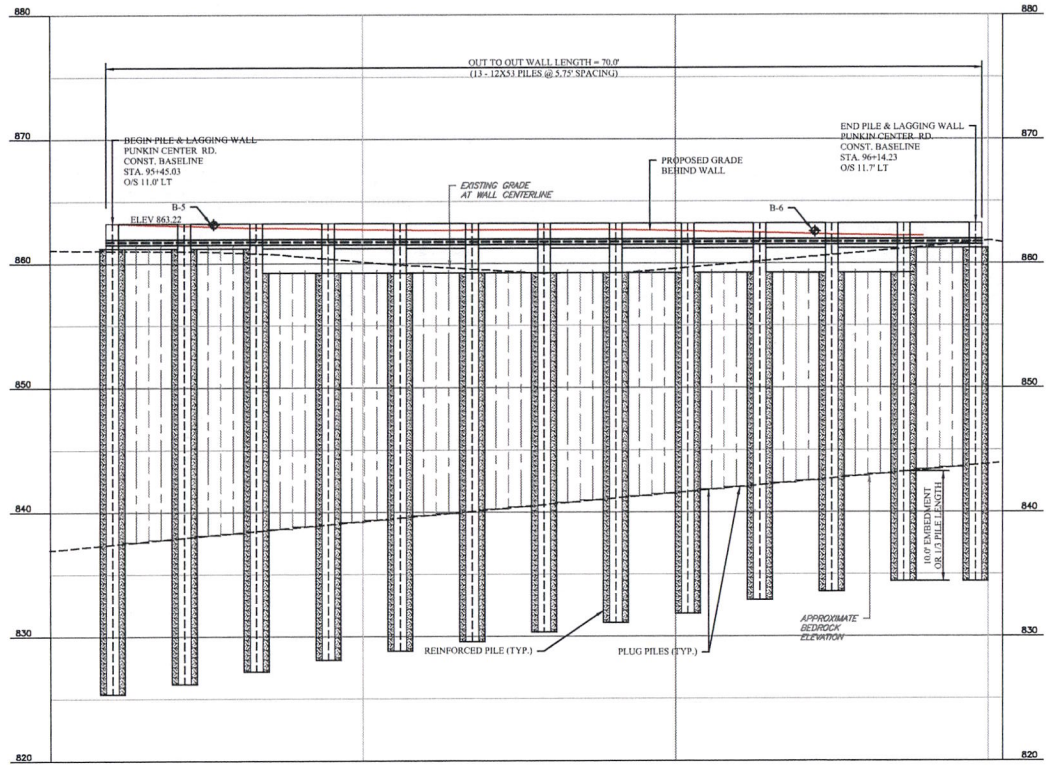 880
880
OUT TO OUT WALL LENGTH = 70.0'
(13 - 12X53 PILES @ 5.75' SPACING)
870
870
BEGIN PILE & LAGGING WALL
PUNKIN CENTER RD.
CONST. BASELINE
STA. 95+45.03
O/S 11.0' LT
END PILE & LAGGING WALL
PUNKIN CENTER RD.
CONST. BASELINE
STA. 96+14.23
O/S 11.7' LT
PROPOSED GRADE
BEHIND WALL
EXISTING GRADE
AT WALL CENTERLINE
B-5
B-6
ELEV 863.22
860
860
850
850
840
840
10.0' EMBEDMENT
OR 1/3 PILE LENGTH
APPROXIMATE
BEDROCK
ELEVATION
830
830
REINFORCED PILE (TYP.)
PLUG PILES (TYP.)
820
820